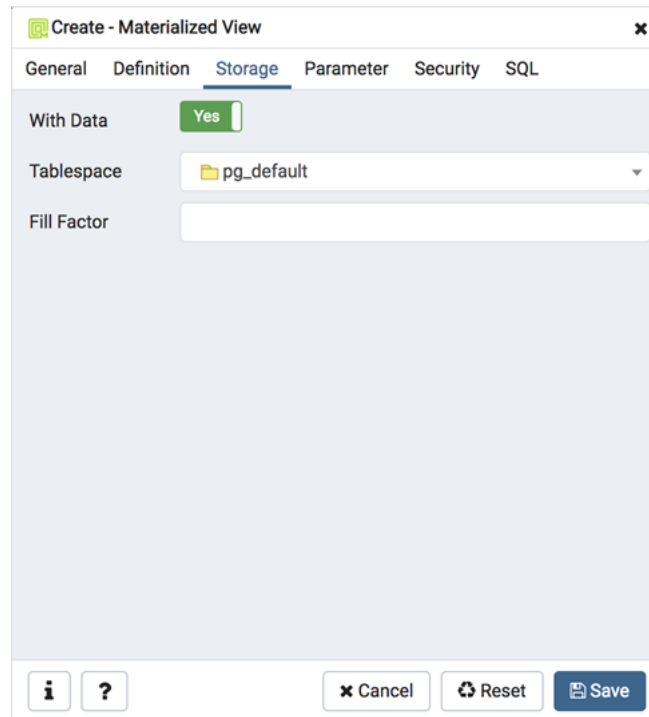 Create - Materialized View
General Definition Storage Parameter Security SQL
With Data Yes
Tablespace pg_default
Fill Factor
i ? Cancel Reset Save